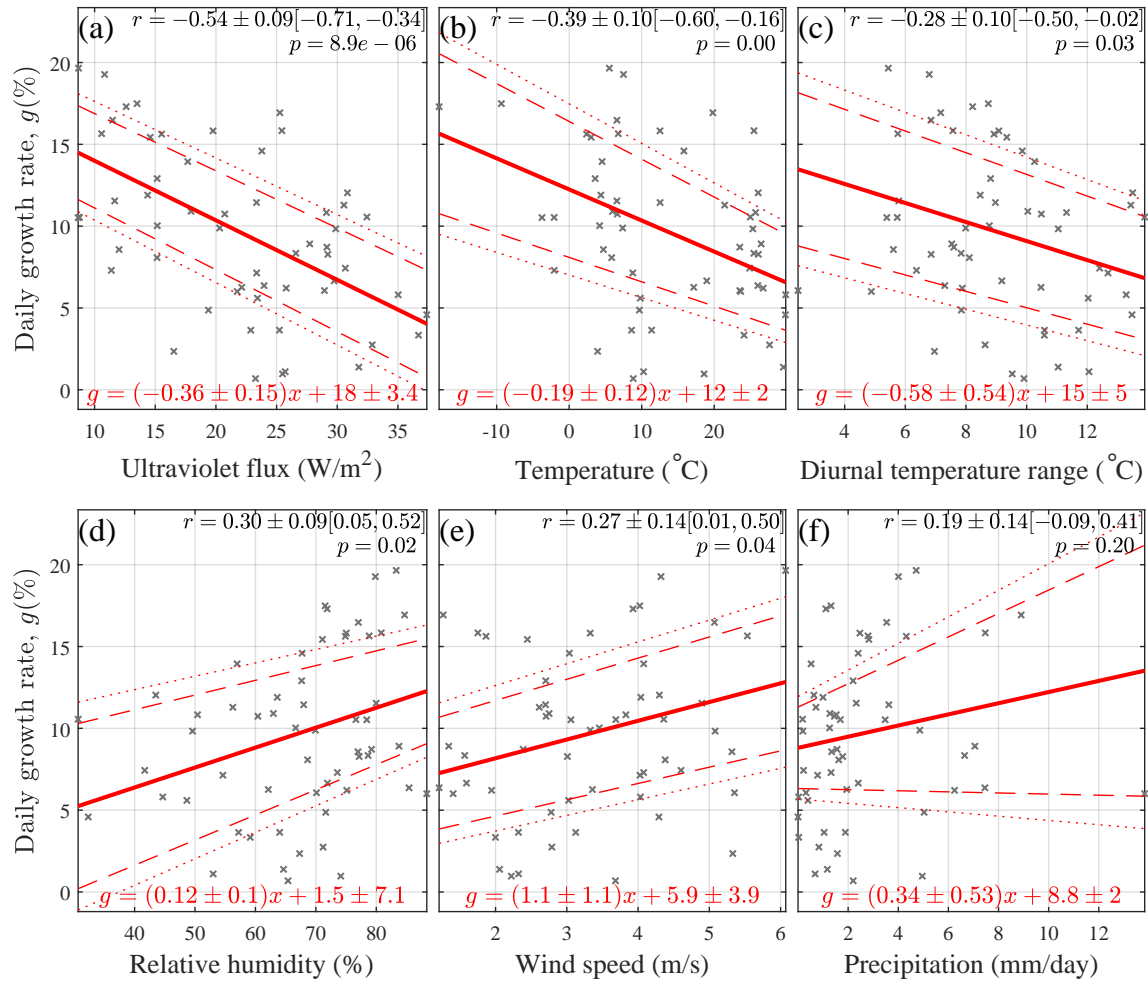 (a)
r = −0.54 ± 0.09[−0.71, −0.34]
p = 8.9e − 06
Daily growth rate, g(%)
20
15
10
5
0
g = (−0.36 ± 0.15)x + 18 ± 3.4
10 15 20 25 30 35
Ultraviolet flux (W/m²)
(b)
r = −0.39 ± 0.10[−0.60, −0.16]
p = 0.00
g = (−0.19 ± 0.12)x + 12 ± 2
-10 0 10 20
Temperature (°C)
(c)
r = −0.28 ± 0.10[−0.50, −0.02]
p = 0.03
g = (−0.58 ± 0.54)x + 15 ± 5
4 6 8 10 12
Diurnal temperature range (°C)
(d)
r = 0.30 ± 0.09[0.05, 0.52]
p = 0.02
Daily growth rate, g(%)
20
15
10
5
0
g = (0.12 ± 0.1)x + 1.5 ± 7.1
40 50 60 70 80
Relative humidity (%)
(e)
r = 0.27 ± 0.14[0.01, 0.50]
p = 0.04
g = (1.1 ± 1.1)x + 5.9 ± 3.9
2 3 4 5 6
Wind speed (m/s)
(f)
r = 0.19 ± 0.14[−0.09, 0.41]
p = 0.20
g = (0.34 ± 0.53)x + 8.8 ± 2
2 4 6 8 10 12
Precipitation (mm/day)